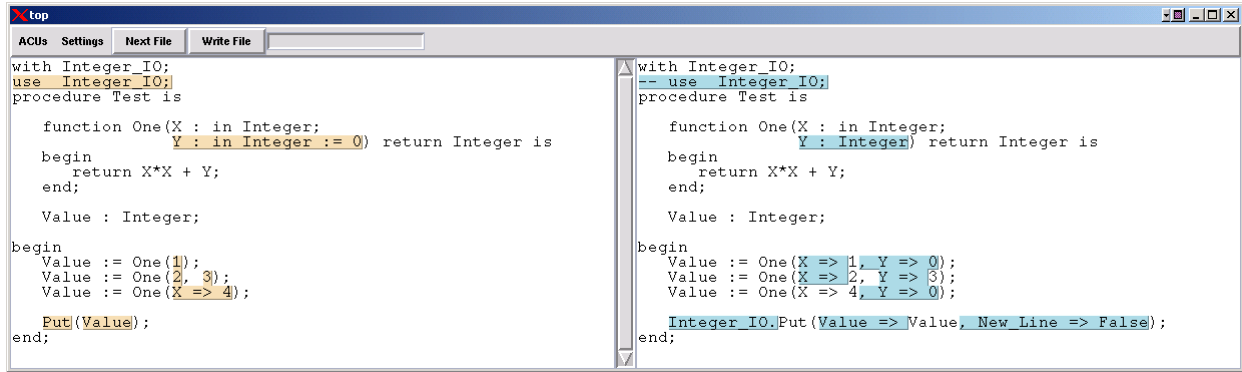 top
ACUs Settings Next File Write File
with Integer_IO;
use  Integer_IO;
procedure Test is
function One(X : in Integer;
Y : in Integer := 0) return Integer is
begin
return X*X + Y;
end;
Value : Integer;
begin
Value := One(1);
Value := One(2, 3);
Value := One(X => 4);
Put(Value);
end;
with Integer_IO;
-- use  Integer_IO;
procedure Test is
function One(X : in Integer;
Y : Integer) return Integer is
begin
return X*X + Y;
end;
Value : Integer;
begin
Value := One(X => 1, Y => 0);
Value := One(X => 2, Y => 3);
Value := One(X => 4, Y => 0);
Integer_IO.Put(Value => Value, New_Line => False);
end;